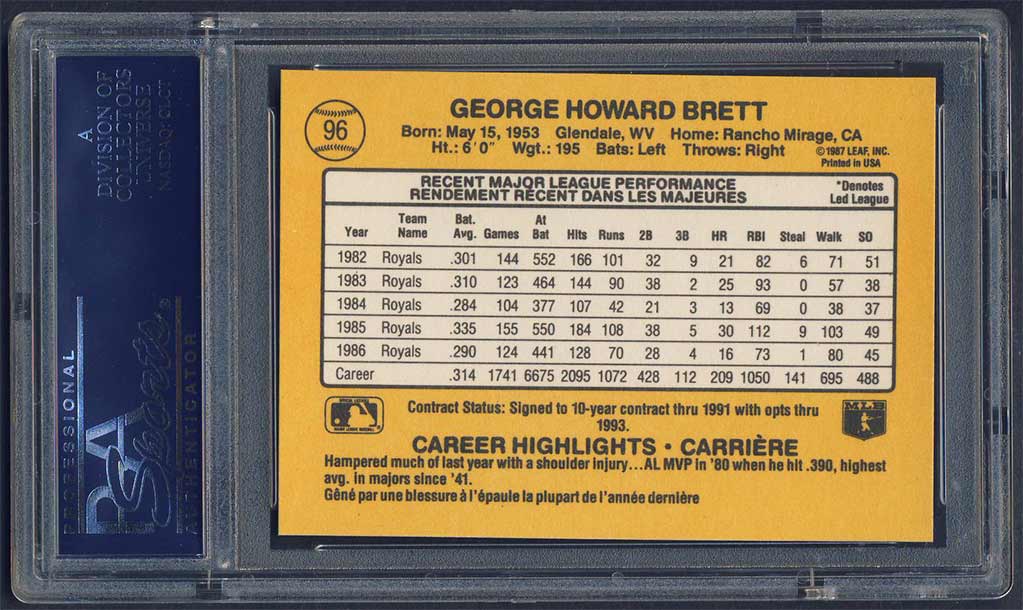 A
DIVISION OF
COLLECTORS
UNIVERSE
NASDAQ: CLCT
PROFESSIONAL
PSA
Sports
AUTHENTICATOR
96
GEORGE HOWARD BRETT
Born: May 15, 1953 Glendale, WV Home: Rancho Mirage, CA
Ht.: 6'0" Wgt.: 195 Bats: Left Throws: Right
©1987 LEAF, INC.
Printed in USA
RECENT MAJOR LEAGUE PERFORMANCE
RENDEMENT RÉCENT DANS LES MAJEURES
*Denotes
Led League
Year Team Name Bat. Avg. Games At Bat Hits Runs 2B 3B HR RBI Steal Walk SO
1982 Royals .301 144 552 166 101 32 9 21 82 6 71 51
1983 Royals .310 123 464 144 90 38 2 25 93 0 57 38
1984 Royals .284 104 377 107 42 21 3 13 69 0 38 37
1985 Royals .335 155 550 184 108 38 5 30 112 9 103 49
1986 Royals .290 124 441 128 70 28 4 16 73 1 80 45
Career .314 1741 6675 2095 1072 428 112 209 1050 141 695 488
Contract Status: Signed to 10-year contract thru 1991 with opts thru
1993.
MLB
CAREER HIGHLIGHTS • CARRIÈRE
Hampered much of last year with a shoulder injury...AL MVP in '80 when he hit .390, highest
avg. in majors since '41.
Gêné par une blessure à l'épaule la plupart de l'année dernière